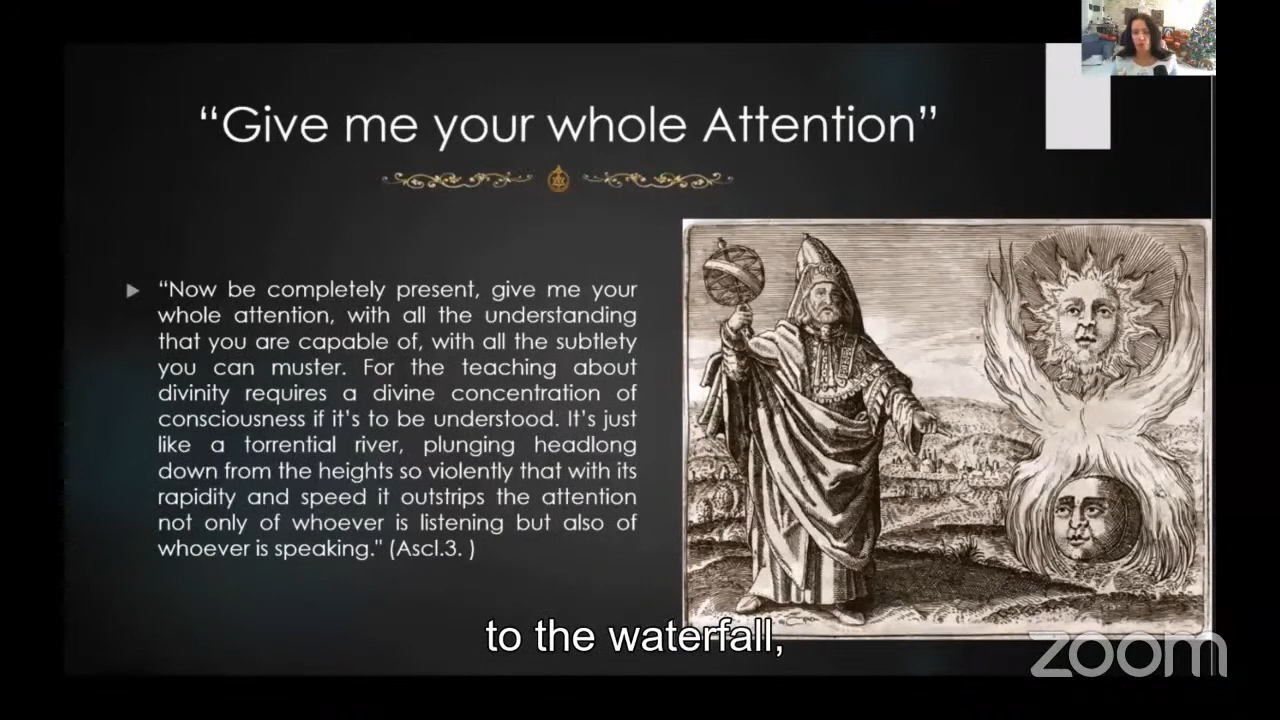 “Give me your whole Attention”
“Now be completely present, give me your
whole attention, with all the understanding
that you are capable of, with all the subtlety
you can muster. For the teaching about
divinity requires a divine concentration of
consciousness if it’s to be understood. It’s just
like a torrential river, plunging headlong
down from the heights so violently that with its
rapidity and speed it outstrips the attention
not only of whoever is listening but also of
whoever is speaking." (Ascl.3. )
to the waterfall,
zoom